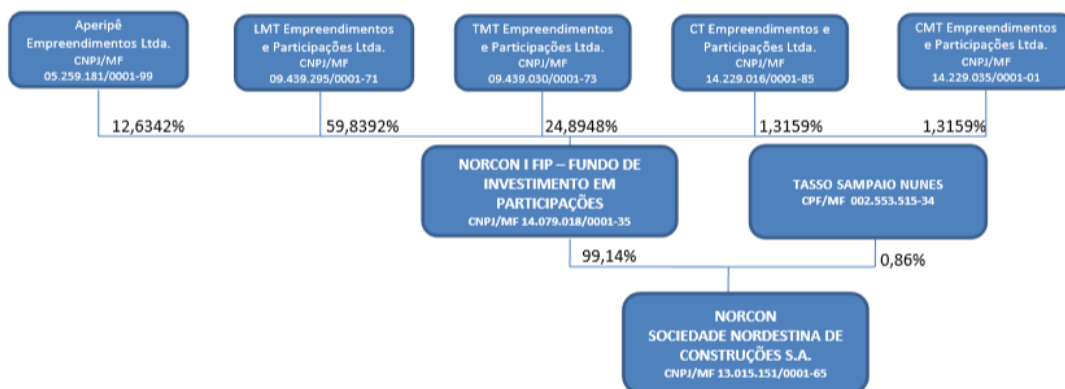 Aperipê
Empreendimentos Ltda.
CNPJ/MF
05.259.181/0001-99
LMT Empreendimentos
e Participações Ltda.
CNPJ/MF
09.439.295/0001-71
TMT Empreendimentos
e Participações Ltda.
CNPJ/MF
09.439.030/0001-73
CT Empreendimentos e
Participações Ltda.
CNPJ/MF
14.229.016/0001-85
CMT Empreendimentos
e Participações Ltda.
CNPJ/MF
14.229.035/0001-01
12,6342%
59,8392%
24,8948%
1,3159%
1,3159%
NORCON I FIP – FUNDO DE
INVESTIMENTO EM
PARTICIPAÇÕES
CNPJ/MF 14.079.018/0001-35
TASSO SAMPAIO NUNES
CPF/MF 002.553.515-34
99,14%
0,86%
NORCON
SOCIEDADE NORDESTINA DE
CONSTRUÇÕES S.A.
CNPJ/MF 13.015.151/0001-65